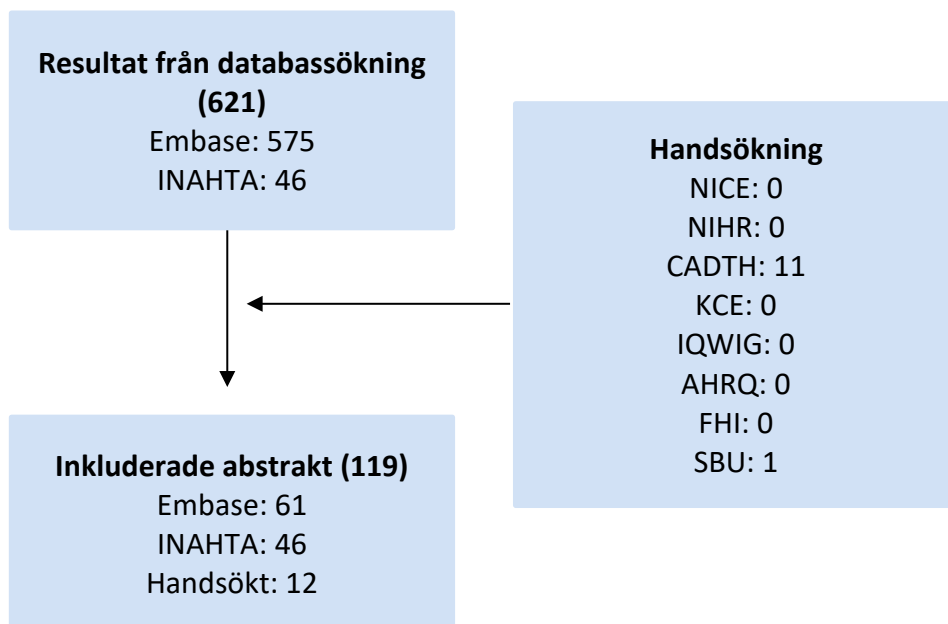 Resultat från databassökning
(621)
Embase: 575
INAHTA: 46
Handsökning
NICE: 0
NIHR: 0
CADTH: 11
KCE: 0
IQWIG: 0
AHRQ: 0
FHI: 0
SBU: 1
Inkluderade abstrakt (119)
Embase: 61
INAHTA: 46
Handsökt: 12